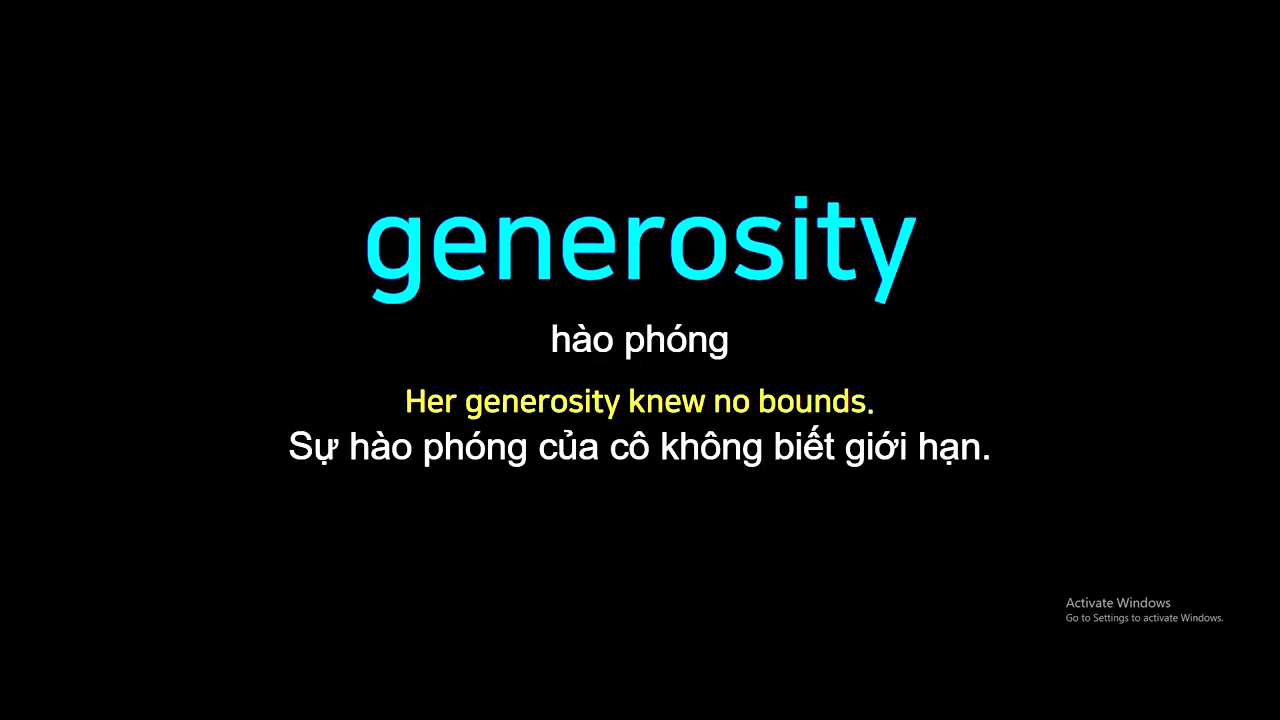 generosity
hào phóng
Her generosity knew no bounds.
Sự hào phóng của cô không biết giới hạn.
Activate Windows
Go to Settings to activate Windows.